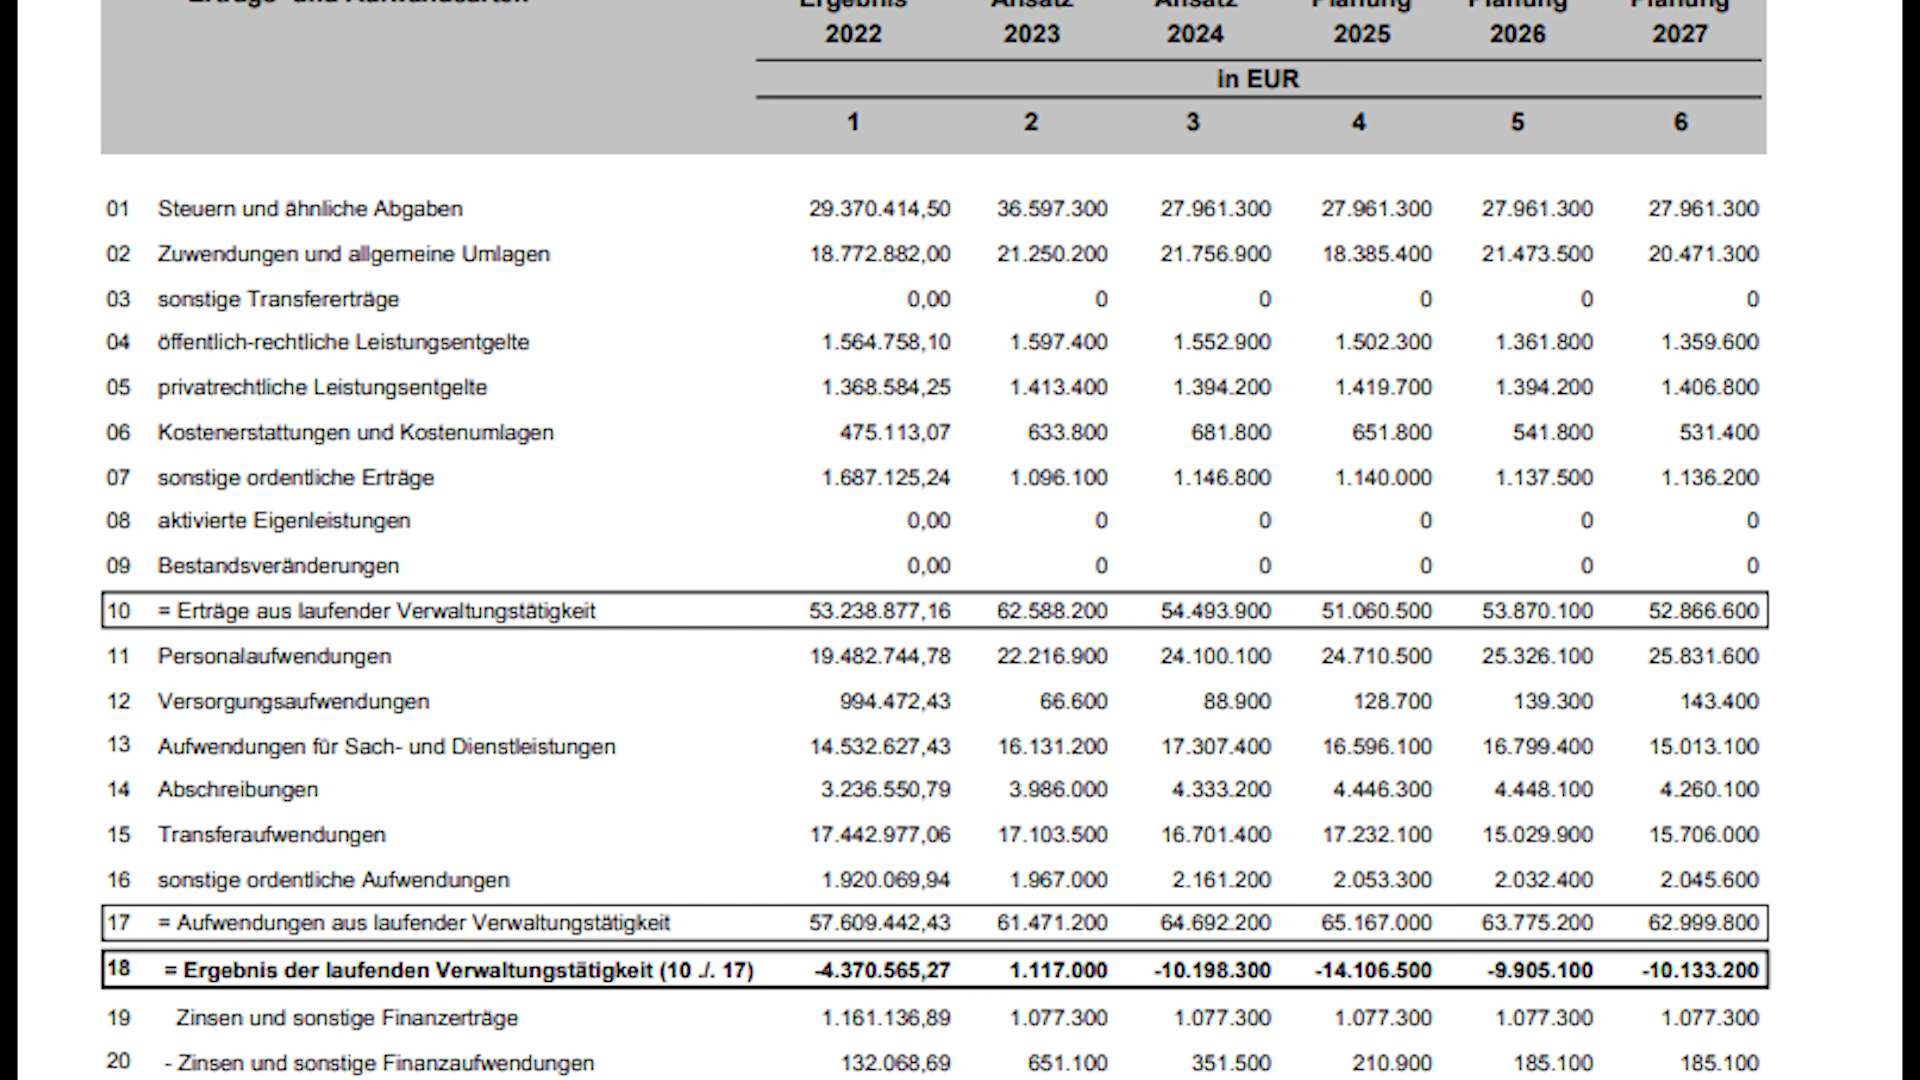 Erträge- und Aufwandsarten Ergebnis Ansatz Ansatz Planung Planung Planung
2022 2023 2024 2025 2026 2027
in EUR
1 2 3 4 5 6
01 Steuern und ähnliche Abgaben 29.370.414,50 36.597.300 27.961.300 27.961.300 27.961.300 27.961.300
02 Zuwendungen und allgemeine Umlagen 18.772.882,00 21.250.200 21.756.900 18.385.400 21.473.500 20.471.300
03 sonstige Transfererträge 0,00 0 0 0 0 0
04 öffentlich-rechtliche Leistungsentgelte 1.564.758,10 1.597.400 1.552.900 1.502.300 1.361.800 1.359.600
05 privatrechtliche Leistungsentgelte 1.368.584,25 1.413.400 1.394.200 1.419.700 1.394.200 1.406.800
06 Kostenerstattungen und Kostenumlagen 475.113,07 633.800 681.800 651.800 541.800 531.400
07 sonstige ordentliche Erträge 1.687.125,24 1.096.100 1.146.800 1.140.000 1.137.500 1.136.200
08 aktivierte Eigenleistungen 0,00 0 0 0 0 0
09 Bestandsveränderungen 0,00 0 0 0 0 0
10 = Erträge aus laufender Verwaltungstätigkeit 53.238.877,16 62.588.200 54.493.900 51.060.500 53.870.100 52.866.600
11 Personalaufwendungen 19.482.744,78 22.216.900 24.100.100 24.710.500 25.326.100 25.831.600
12 Versorgungsaufwendungen 994.472,43 66.600 88.900 128.700 139.300 143.400
13 Aufwendungen für Sach- und Dienstleistungen 14.532.627,43 16.131.200 17.307.400 16.596.100 16.799.400 15.013.100
14 Abschreibungen 3.236.550,79 3.986.000 4.333.200 4.446.300 4.448.100 4.260.100
15 Transferaufwendungen 17.442.977,06 17.103.500 16.701.400 17.232.100 15.029.900 15.706.000
16 sonstige ordentliche Aufwendungen 1.920.069,94 1.967.000 2.161.200 2.053.300 2.032.400 2.045.600
17 = Aufwendungen aus laufender Verwaltungstätigkeit 57.609.442,43 61.471.200 64.692.200 65.167.000 63.775.200 62.999.800
18 = Ergebnis der laufenden Verwaltungstätigkeit (10 ./. 17) -4.370.565,27 1.117.000 -10.198.300 -14.106.500 -9.905.100 -10.133.200
19 Zinsen und sonstige Finanzerträge 1.161.136,89 1.077.300 1.077.300 1.077.300 1.077.300 1.077.300
20 - Zinsen und sonstige Finanzaufwendungen 132.068,69 651.100 351.500 210.900 185.100 185.100